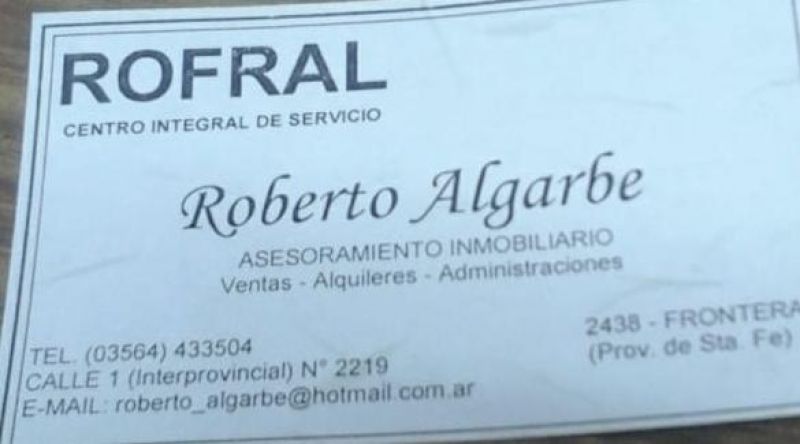 ROFRAL
CENTRO INTEGRAL DE SERVICIO
Roberto Algarbe
ASESORAMIENTO INMOBILIARIO
Ventas - Alquileres - Administraciones
TEL. (03564) 433504
CALLE 1 (Interprovincial) N° 2219
E-MAIL: roberto_algarbe@hotmail.com.ar
2438 - FRONTERA
(Prov. de Sta. Fe)